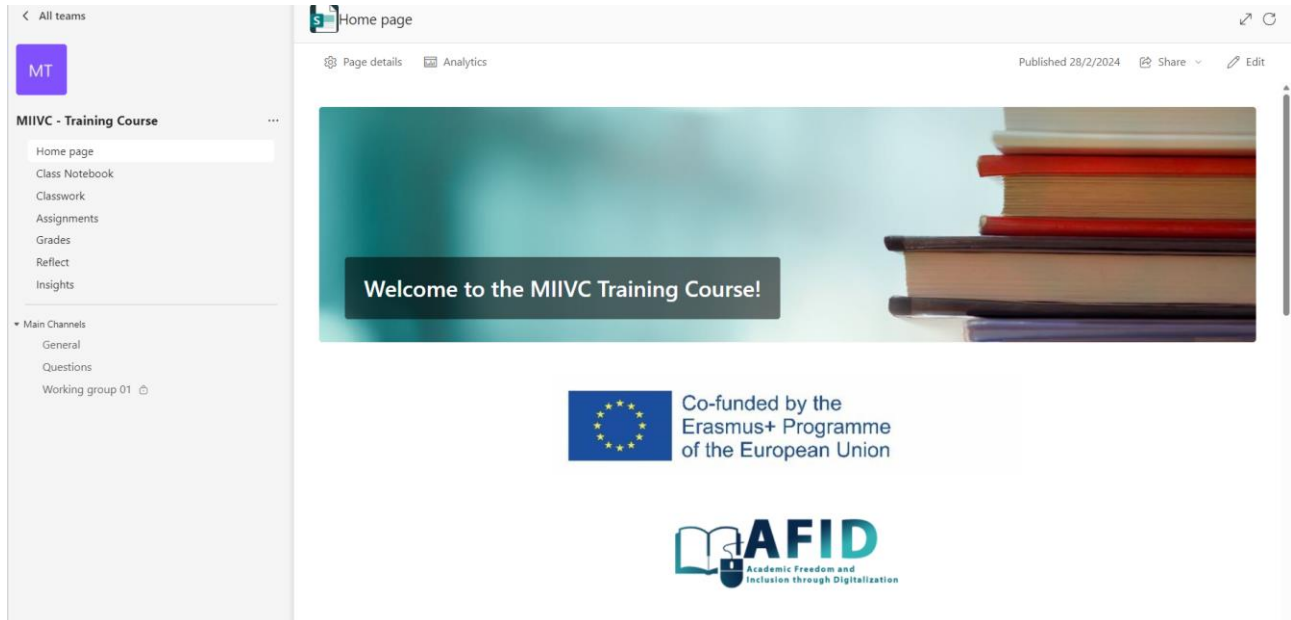 All teams
MT
MIIVC - Training Course
Home page
Class Notebook
Classwork
Assignments
Grades
Reflect
Insights
Main Channels
General
Questions
Working group 01
S Home page
Page details Analytics Published 28/2/2024 Share Edit
Welcome to the MIIVC Training Course!
Co-funded by the
Erasmus+ Programme
of the European Union
AFID
Academic Freedom and
Inclusion through Digitalization